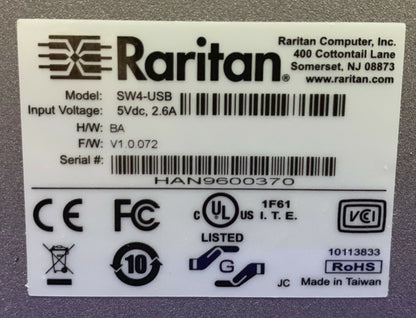 Raritan®
Raritan Computer, Inc.
400 Cottontail Lane
Somerset, NJ 08873
www.raritan.com
Model: SW4-USB
Input Voltage: 5Vdc, 2.6A
H/W: BA
F/W: V1.0.072
Serial #:
HAN9600370
CE FC C UL US 1F61 I.T.E. VCI
LISTED
10 G JC
10113833
RoHS
Made in Taiwan